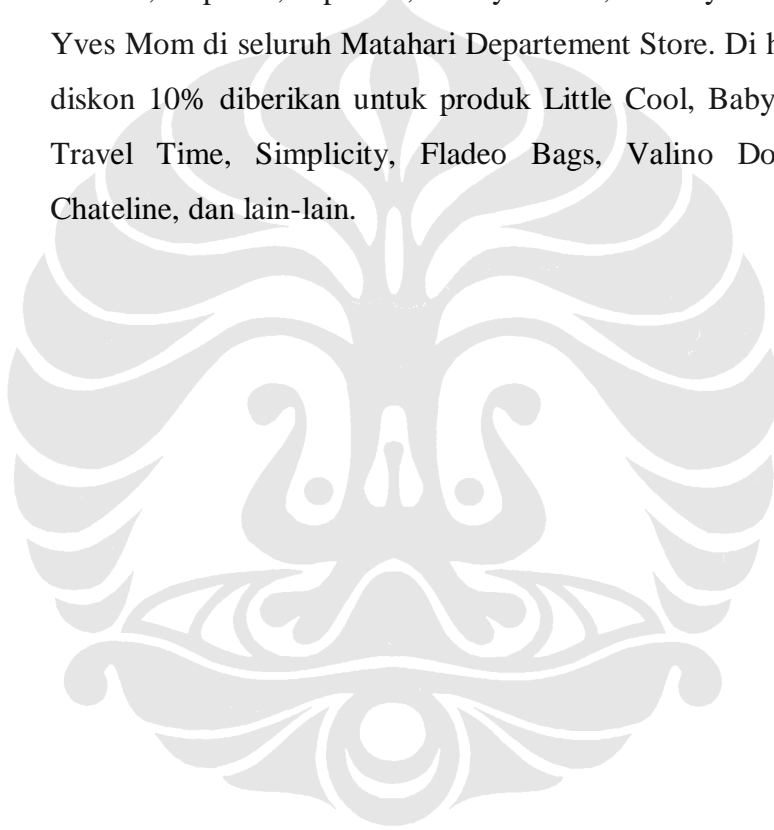 Yves Mom di seluruh Matahari Departement Store. Di
diskon 10% diberikan untuk produk Little Cool, Baby
Travel Time, Simplicity, Fladeo Bags, Valino
Chateline, dan lain-lain.